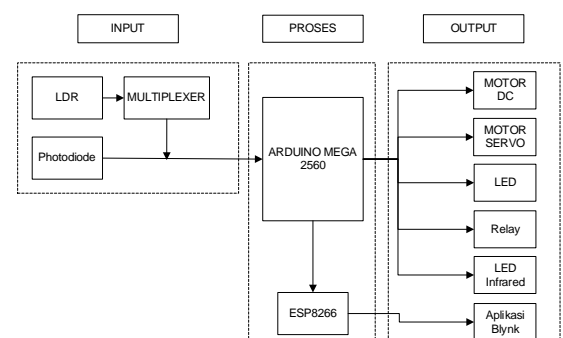 INPUT
PROSES
OUTPUT
LDR
MULTIPLEXER
Photodiode
ARDUINO MEGA
2560
ESP8266
MOTOR
DC
MOTOR
SERVO
LED
Relay
LED
Infrared
Aplikasi
Blynk